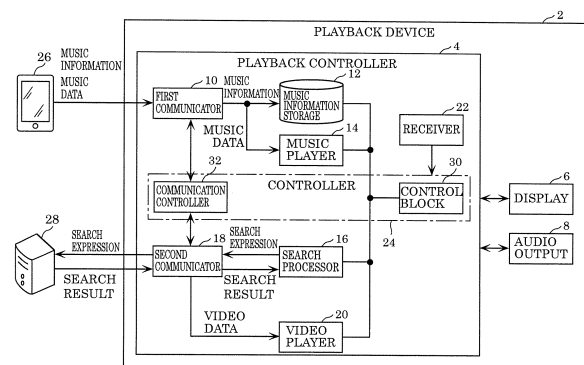 2
PLAYBACK DEVICE
4
PLAYBACK CONTROLLER
26
MUSIC
INFORMATION
MUSIC
DATA
10
FIRST
COMMUNICATOR
MUSIC
INFORMATION
12
MUSIC
INFORMATION
STORAGE
MUSIC
DATA
14
MUSIC
PLAYER
22
RECEIVER
32
COMMUNICATION
CONTROLLER
CONTROLLER
30
CONTROL
BLOCK
24
6
DISPLAY
8
AUDIO
OUTPUT
28
SEARCH
EXPRESSION
SEARCH
RESULT
18
SECOND
COMMUNICATOR
SEARCH
EXPRESSION
SEARCH
RESULT
16
SEARCH
PROCESSOR
VIDEO
DATA
20
VIDEO
PLAYER